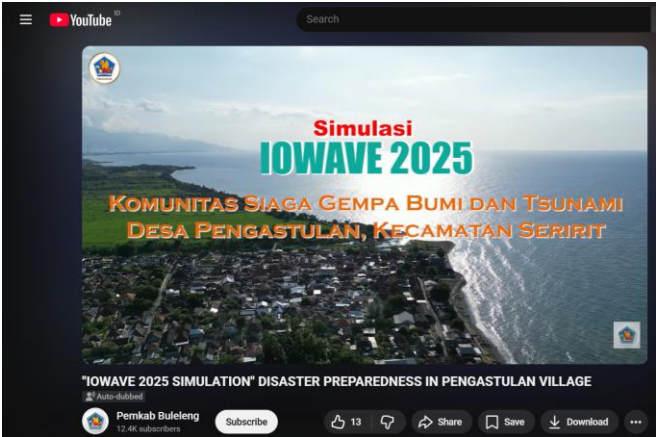 YouTube ID
Search
Simulasi
IOWAVE 2025
KOMUNITAS SIAGA GEMPA BUMI DAN TSUNAMI
DESA PENGASTULAN, KECAMATAN SERIRIT
"IOWAVE 2025 SIMULATION" DISASTER PREPAREDNESS IN PENGASTULAN VILLAGE
Auto-dubbed
Pemkab Buleleng
12.4K subscribers
Subscribe
13
Share
Save
Download